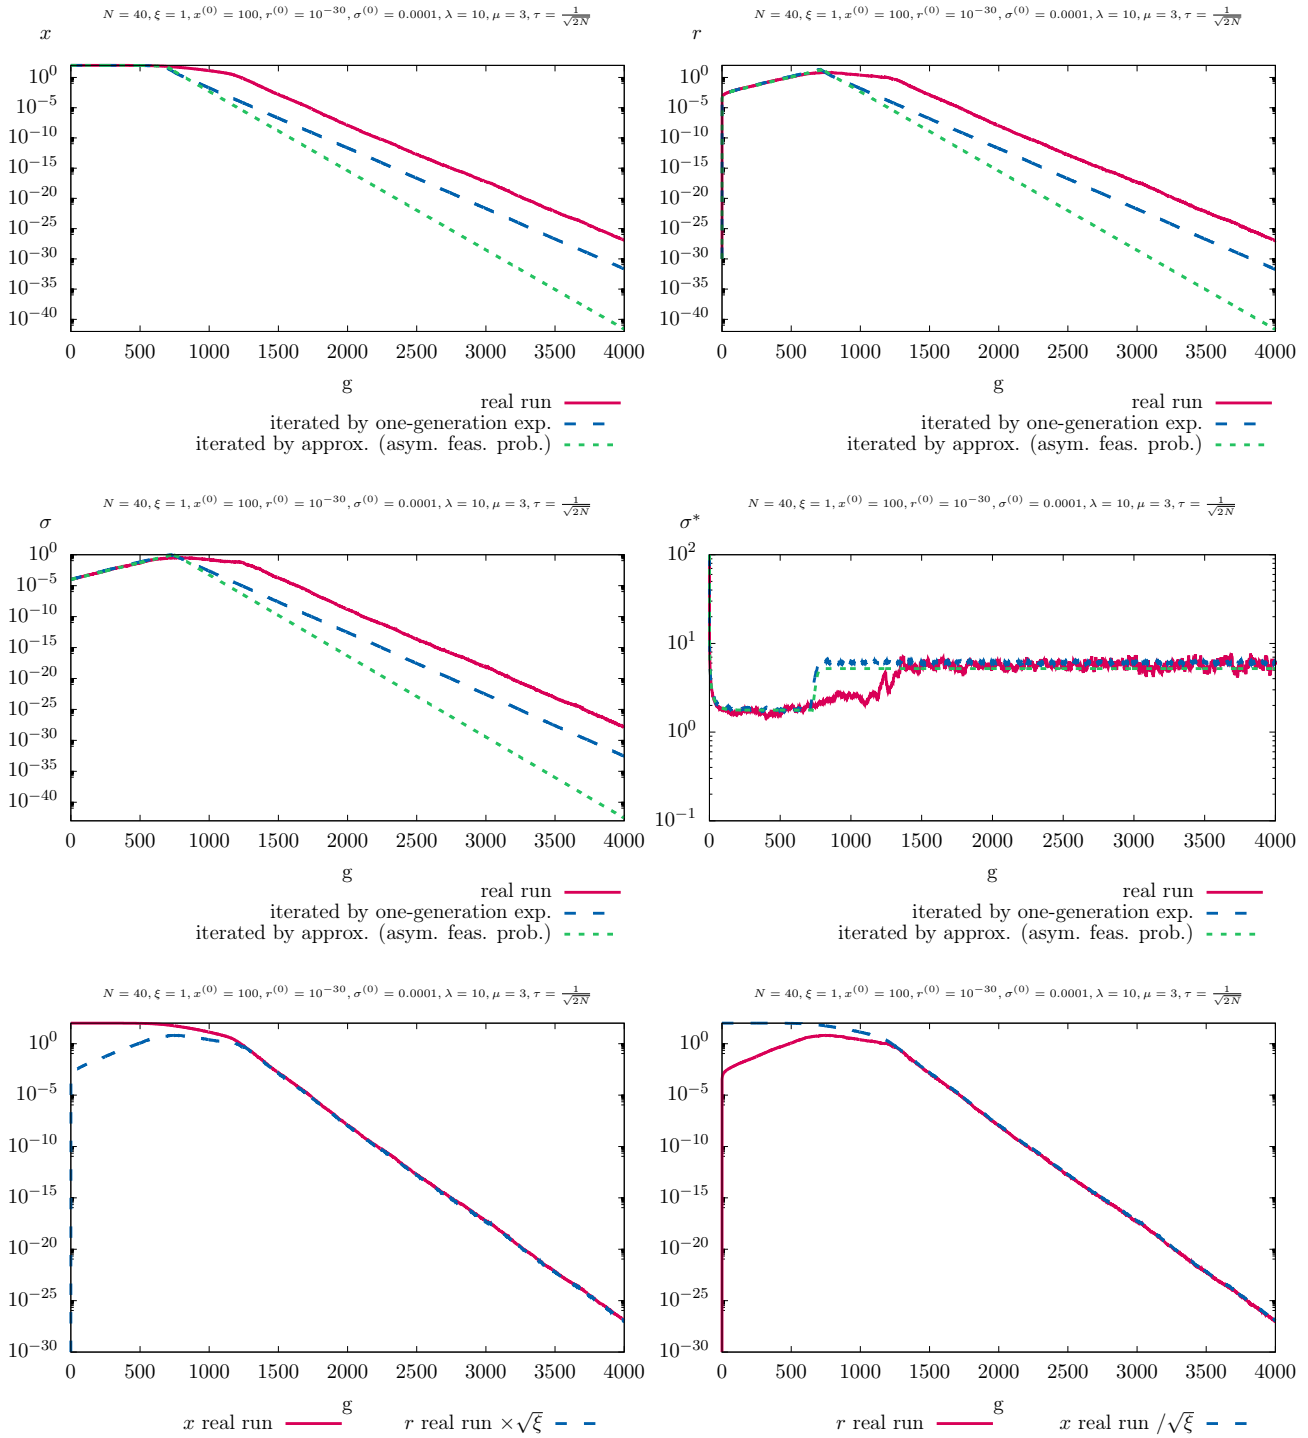 N = 40, ξ = 1, x^(0) = 100, r^(0) = 10^−30, σ^(0) = 0.0001, λ = 10, μ = 3, τ = 1/√2N
x
10^0
10^−5
10^−10
10^−15
10^−20
10^−25
10^−30
10^−35
10^−40
0 500 1000 1500 2000 2500 3000 3500 4000
g
real run
iterated by one-generation exp.
iterated by approx. (asym. feas. prob.)
N = 40, ξ = 1, x^(0) = 100, r^(0) = 10^−30, σ^(0) = 0.0001, λ = 10, μ = 3, τ = 1/√2N
r
10^0
10^−5
10^−10
10^−15
10^−20
10^−25
10^−30
10^−35
10^−40
0 500 1000 1500 2000 2500 3000 3500 4000
g
real run
iterated by one-generation exp.
iterated by approx. (asym. feas. prob.)
N = 40, ξ = 1, x^(0) = 100, r^(0) = 10^−30, σ^(0) = 0.0001, λ = 10, μ = 3, τ = 1/√2N
σ
10^0
10^−5
10^−10
10^−15
10^−20
10^−25
10^−30
10^−35
10^−40
0 500 1000 1500 2000 2500 3000 3500 4000
g
real run
iterated by one-generation exp.
iterated by approx. (asym. feas. prob.)
N = 40, ξ = 1, x^(0) = 100, r^(0) = 10^−30, σ^(0) = 0.0001, λ = 10, μ = 3, τ = 1/√2N
σ*
10^2
10^1
10^0
10^−1
0 500 1000 1500 2000 2500 3000 3500 4000
g
real run
iterated by one-generation exp.
iterated by approx. (asym. feas. prob.)
N = 40, ξ = 1, x^(0) = 100, r^(0) = 10^−30, σ^(0) = 0.0001, λ = 10, μ = 3, τ = 1/√2N
10^0
10^−5
10^−10
10^−15
10^−20
10^−25
10^−30
0 500 1000 1500 2000 2500 3000 3500 4000
g
x real run r real run ×√ξ
N = 40, ξ = 1, x^(0) = 100, r^(0) = 10^−30, σ^(0) = 0.0001, λ = 10, μ = 3, τ = 1/√2N
10^0
10^−5
10^−10
10^−15
10^−20
10^−25
10^−30
0 500 1000 1500 2000 2500 3000 3500 4000
g
r real run x real run /√ξ